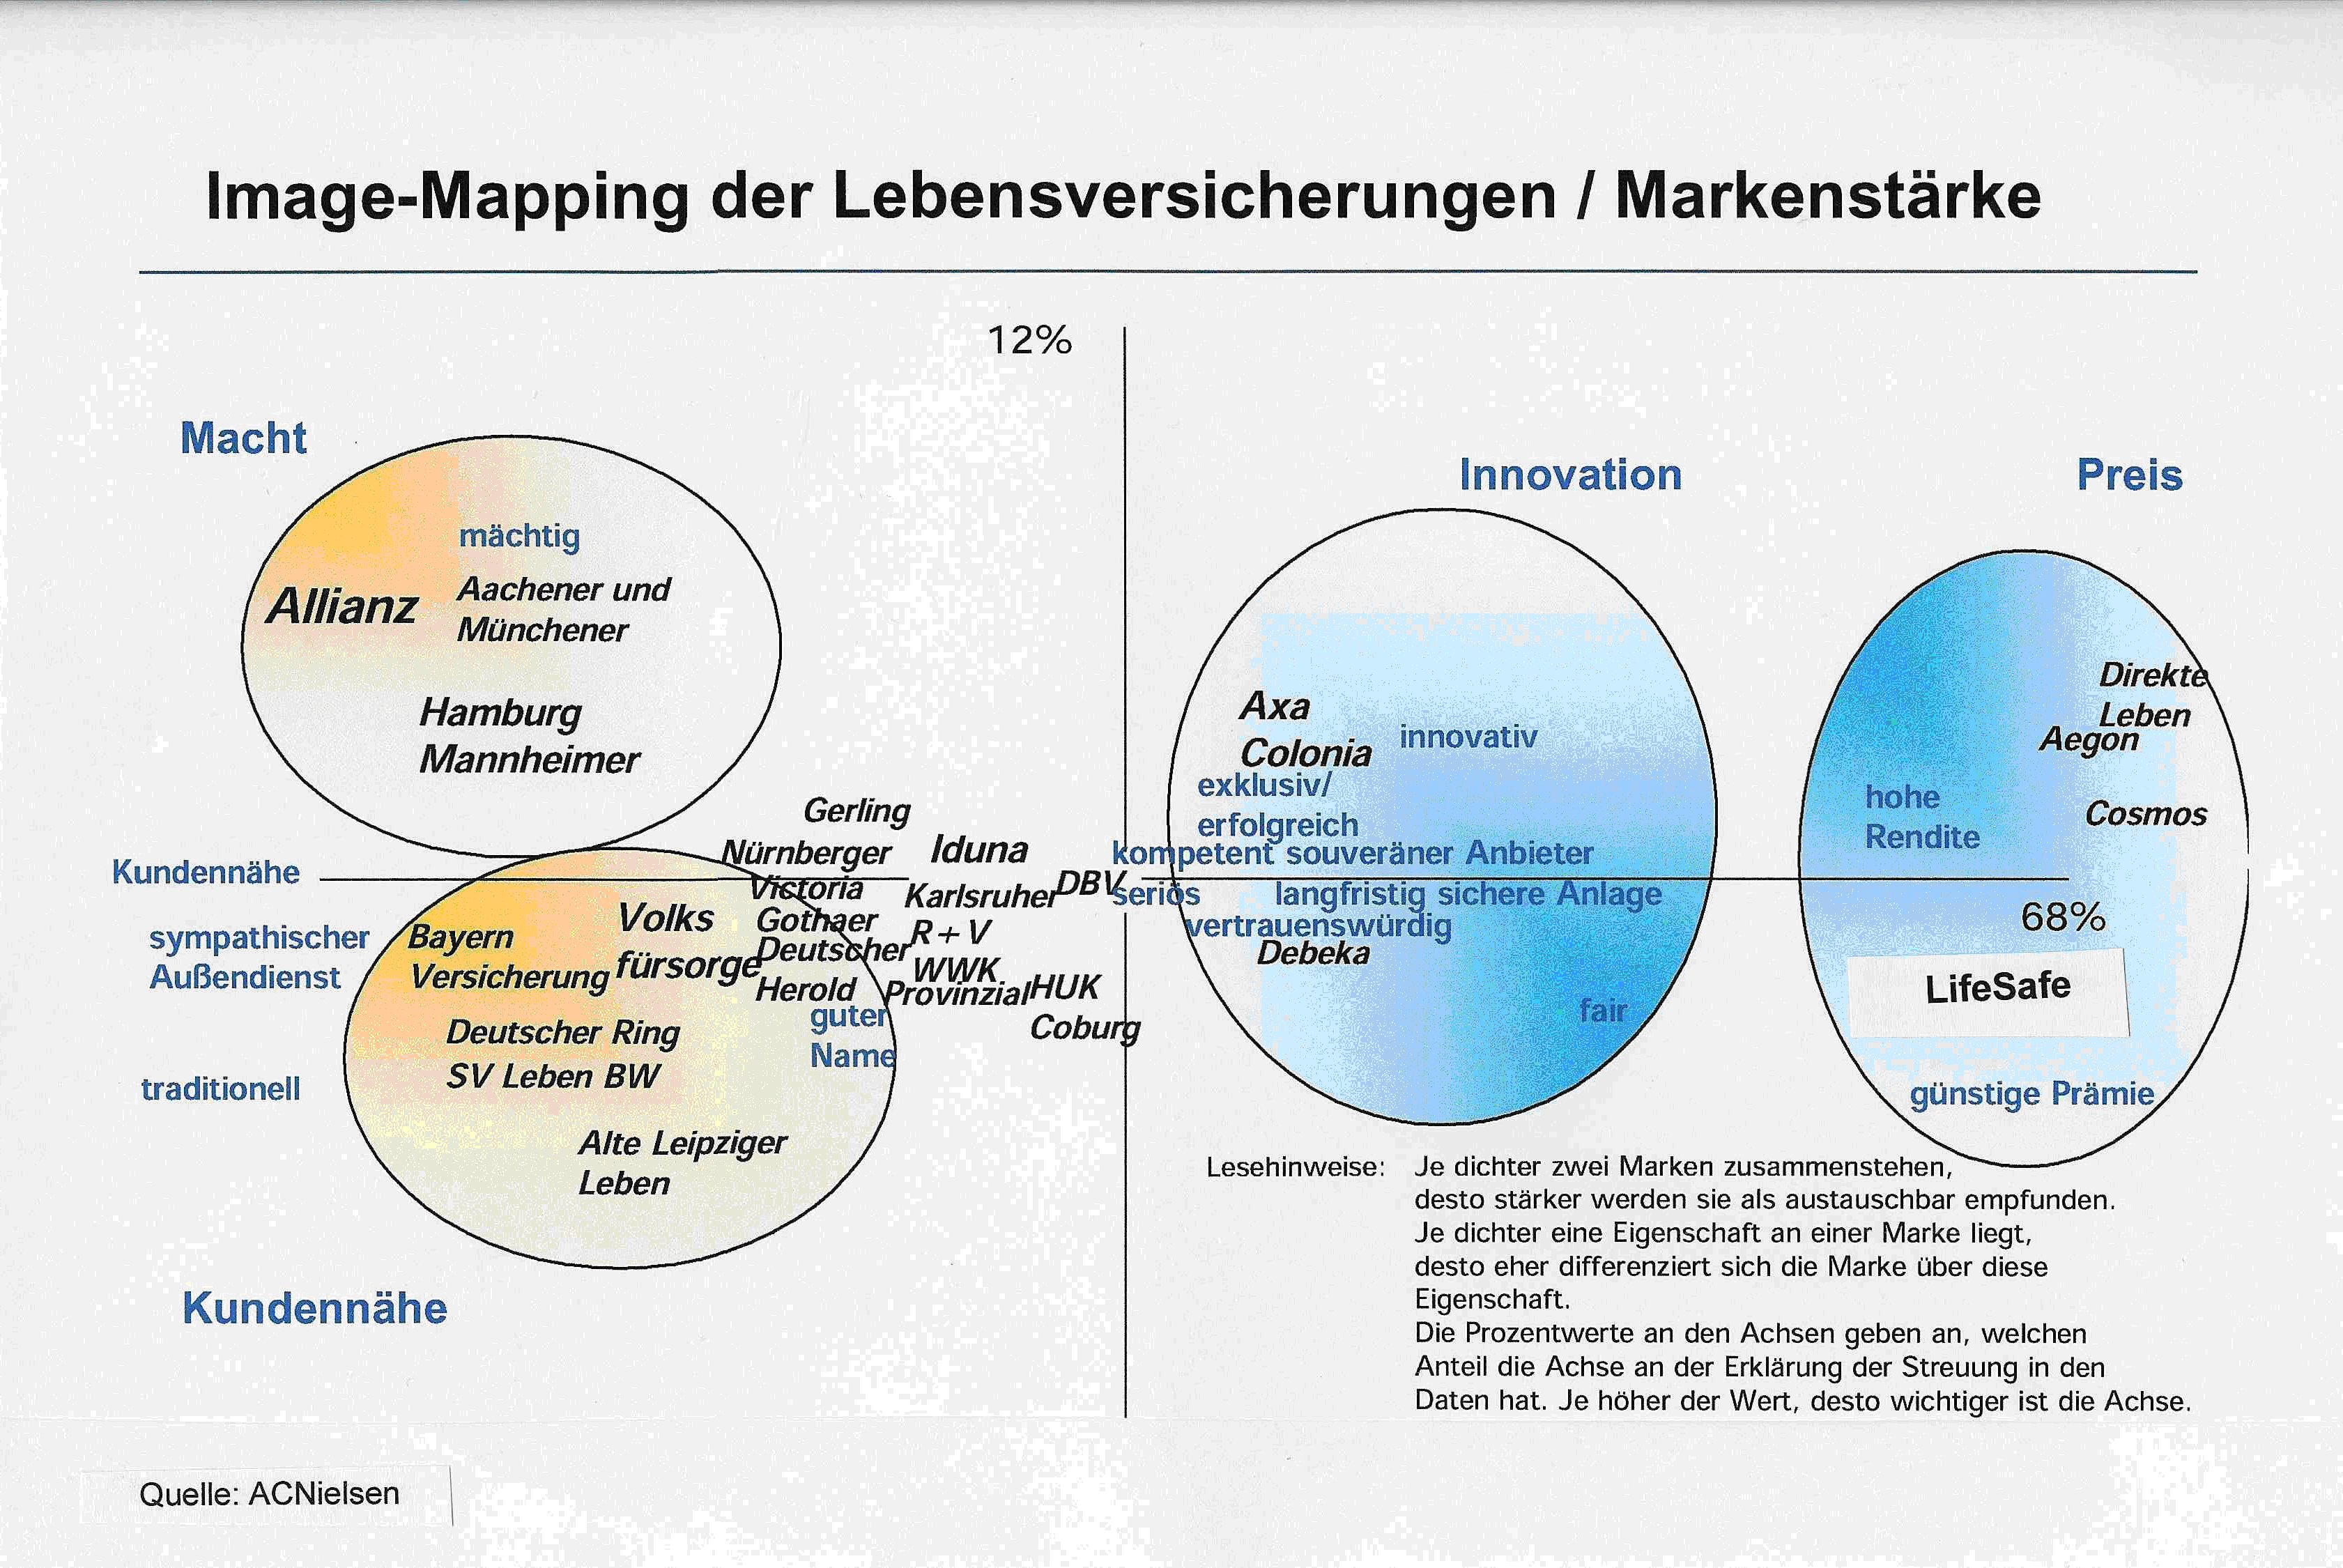 Image-Mapping der Lebensversicherungen / Markenstärke
12%
Macht
mächtig
Allianz
Aachener und
Münchener
Hamburg
Mannheimer
Innovation
Axa
Colonia
innovativ
exklusiv/
erfolgreich
kompetent souveräner Anbieter
seriös
langfristig sichere Anlage
vertrauenswürdig
Debeka
fair
Preis
Direkte
Leben
Aegon
Cosmos
hohe
Rendite
68%
LifeSafe
günstige Prämie
Gerling
Nürnberger
Iduna
Victoria
Karlsruher
DBV
Gothaer
R+V
Deutscher
Herold
WWK
Provinzial
HUK
Coburg
guter
Name
Kundennähe
sympathischer
Außendienst
traditionell
Bayern
Versicherung
Volks
fürsorge
Deutscher Ring
SV Leben BW
Alte Leipziger
Leben
Kundennähe
Lesehinweise: Je dichter zwei Marken zusammenstehen,
desto stärker werden sie als austauschbar empfunden.
Je dichter eine Eigenschaft an einer Marke liegt,
desto eher differenziert sich die Marke über diese
Eigenschaft.
Die Prozentwerte an den Achsen geben an, welchen
Anteil die Achse an der Erklärung der Streuung in den
Daten hat. Je höher der Wert, desto wichtiger ist die Achse.
Quelle: ACNielsen